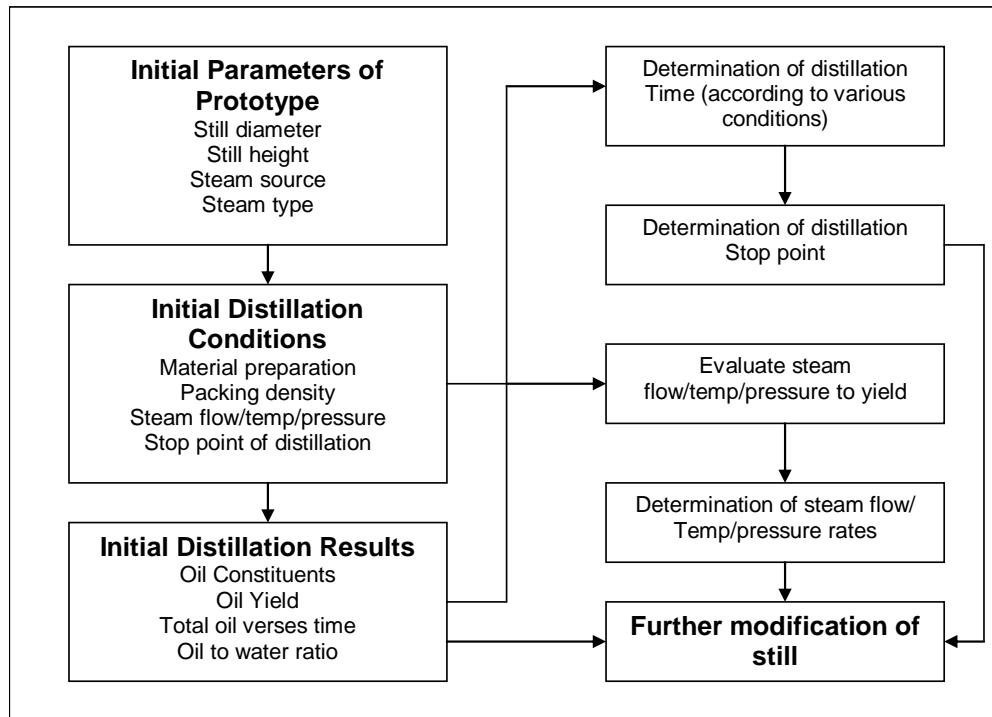 Initial Parameters of
Prototype
Still diameter
Still height
Steam source
Steam type
Initial Distillation
Conditions
Material preparation
Packing density
Steam flow/temp/pressure
Stop point of distillation
Initial Distillation Results
Oil Constituents
Oil Yield
Total oil verses time
Oil to water ratio
Determination of distillation
Time (according to various
conditions)
Determination of distillation
Stop point
Evaluate steam
flow/temp/pressure to yield
Determination of steam flow/
Temp/pressure rates
Further modification of
still